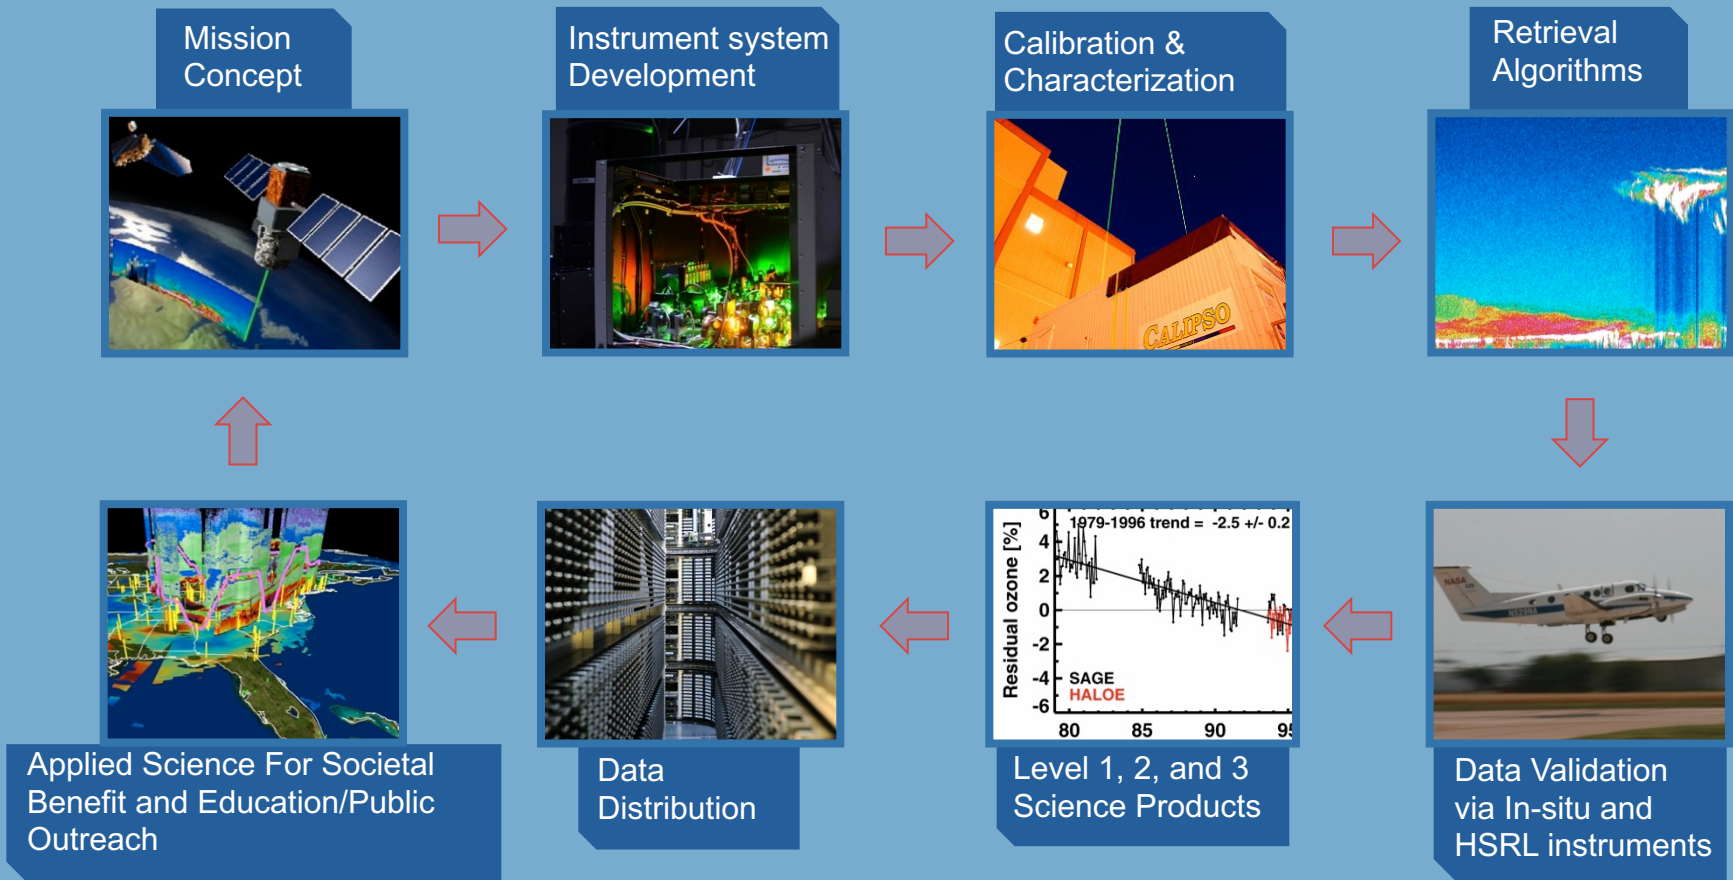 Mission
Concept
Instrument system
Development
Calibration &
Characterization
Retrieval
Algorithms
CALIPSO
NASA
N529NA
1979-1996 trend = -2.5 +/- 0.2
Residual ozone [%]
6
4
2
0
-2
-4
-6
SAGE
HALOE
80
85
90
95
Applied Science For Societal
Benefit and Education/Public
Outreach
Data
Distribution
Level 1, 2, and 3
Science Products
Data Validation
via In-situ and
HSRL instruments